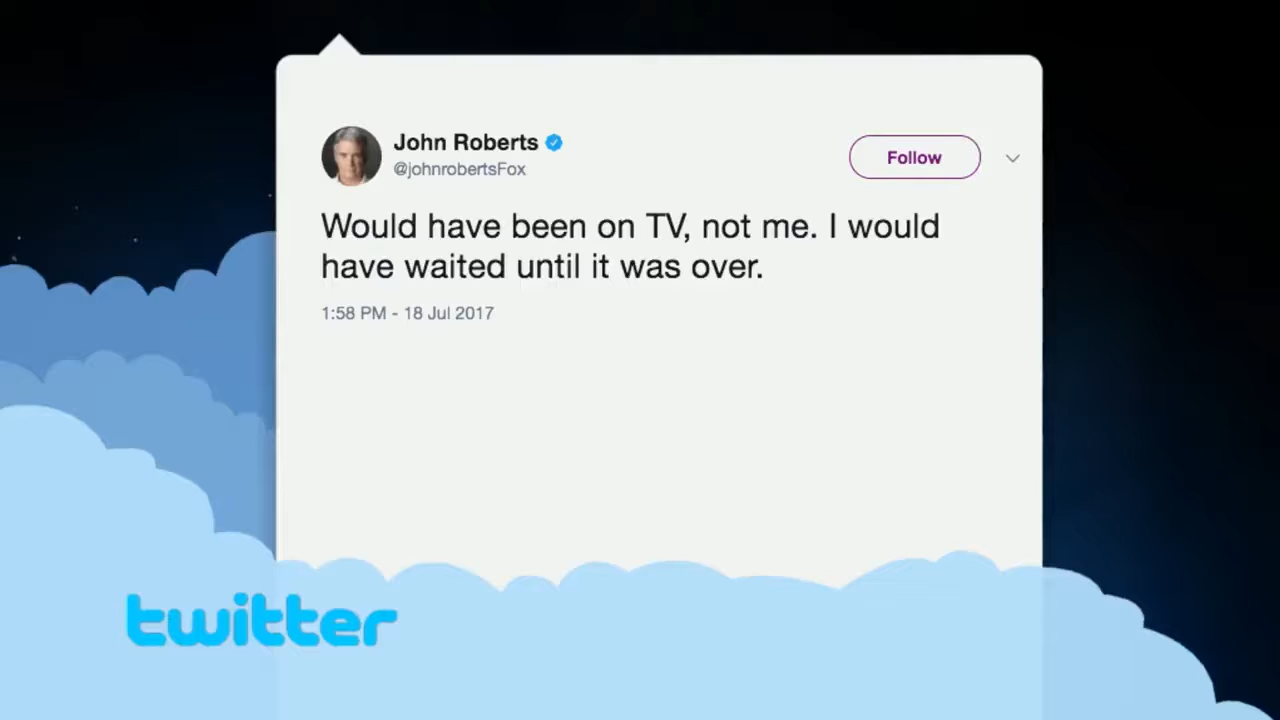 John Roberts
@johnrobertsFox
Follow
Would have been on TV, not me. I would
have waited until it was over.
1:58 PM - 18 Jul 2017
twitter